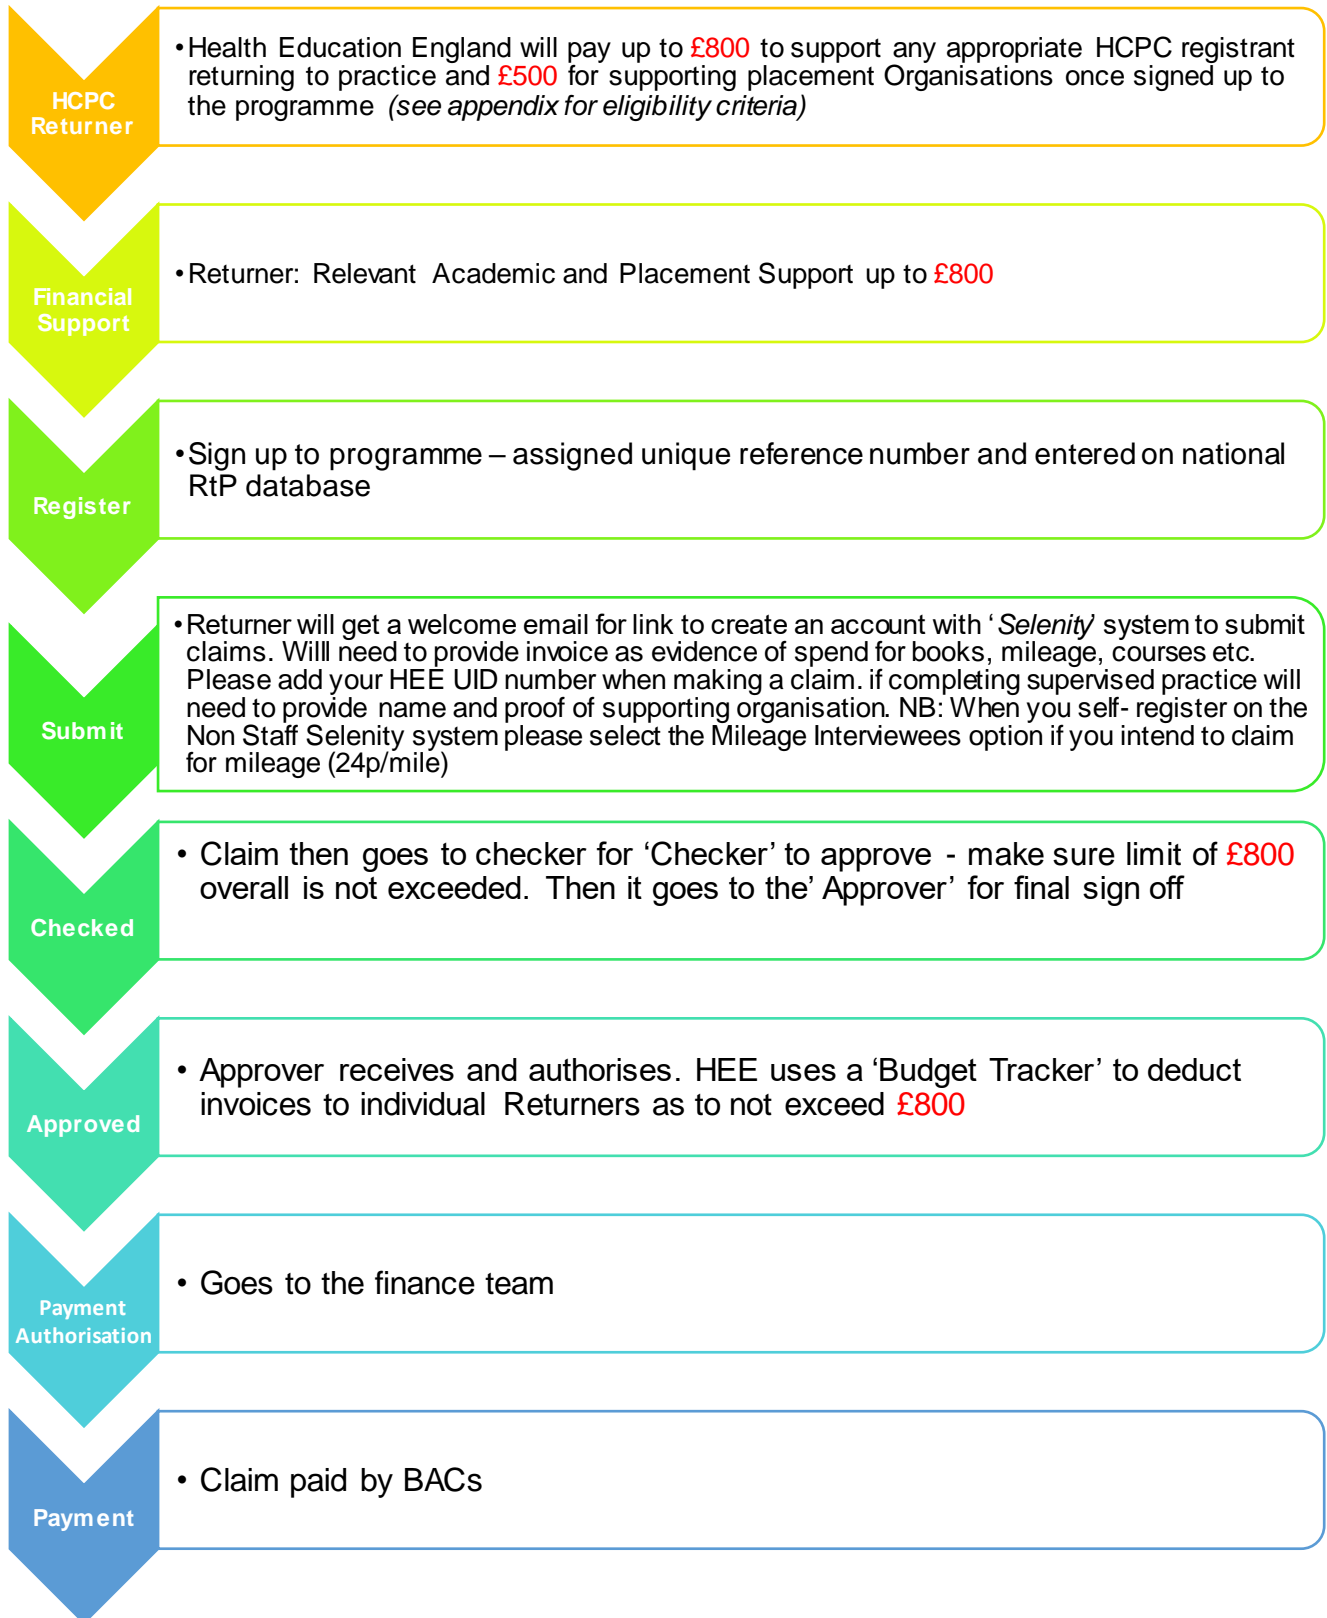 HCPC
Returner
•Health Education England will pay up to £800 to support any appropriate HCPC registrant
returning to practice and £500 for supporting placement Organisations once signed up to
the programme (see appendix for eligibility criteria)
Financial
Support
•Returner: Relevant Academic and Placement Support up to £800
Register
•Sign up to programme – assigned unique reference number and entered on national
RtP database
Submit
•Returner will get a welcome email for link to create an account with ‘Selenity’ system to submit
claims. Willl need to provide invoice as evidence of spend for books, mileage, courses etc.
Please add your HEE UID number when making a claim. if completing supervised practice will
need to provide name and proof of supporting organisation. NB: When you self- register on the
Non Staff Selenity system please select the Mileage Interviewees option if you intend to claim
for mileage (24p/mile)
Checked
• Claim then goes to checker for ‘Checker’ to approve - make sure limit of £800
overall is not exceeded. Then it goes to the’ Approver’ for final sign off
Approved
• Approver receives and authorises. HEE uses a ‘Budget Tracker’ to deduct
invoices to individual Returners as to not exceed £800
Payment
Authorisation
• Goes to the finance team
Payment
• Claim paid by BACs